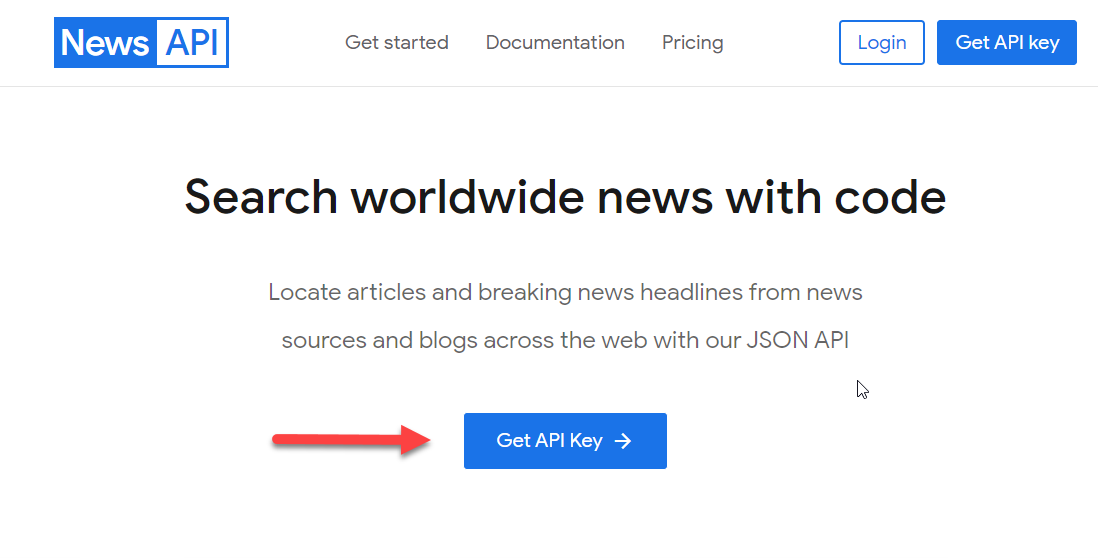 News API
Get started
Documentation
Pricing
Login
Get API key
Search worldwide news with code
Locate articles and breaking news headlines from news
sources and blogs across the web with our JSON API
Get API Key →